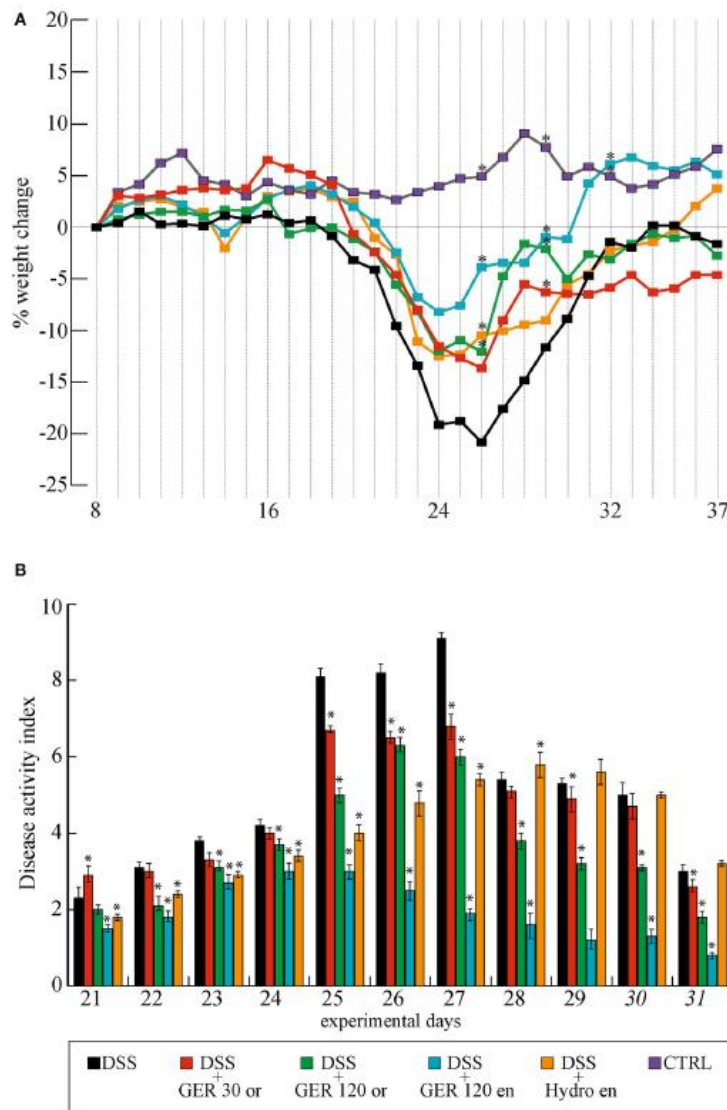 A
20
15
10
5
0
-5
-10
-15
-20
-25
% weight change
* * * * * * * * * *
8 16 24 32 37
B
10
8
6
4
2
0
Disease activity index
21 22 23 24 25 26 27 28 29 30 31
experimental days
DSS DSS DSS DSS DSS CTRL
+ + + +
GER 30 or GER 120 or GER 120 en Hydro en